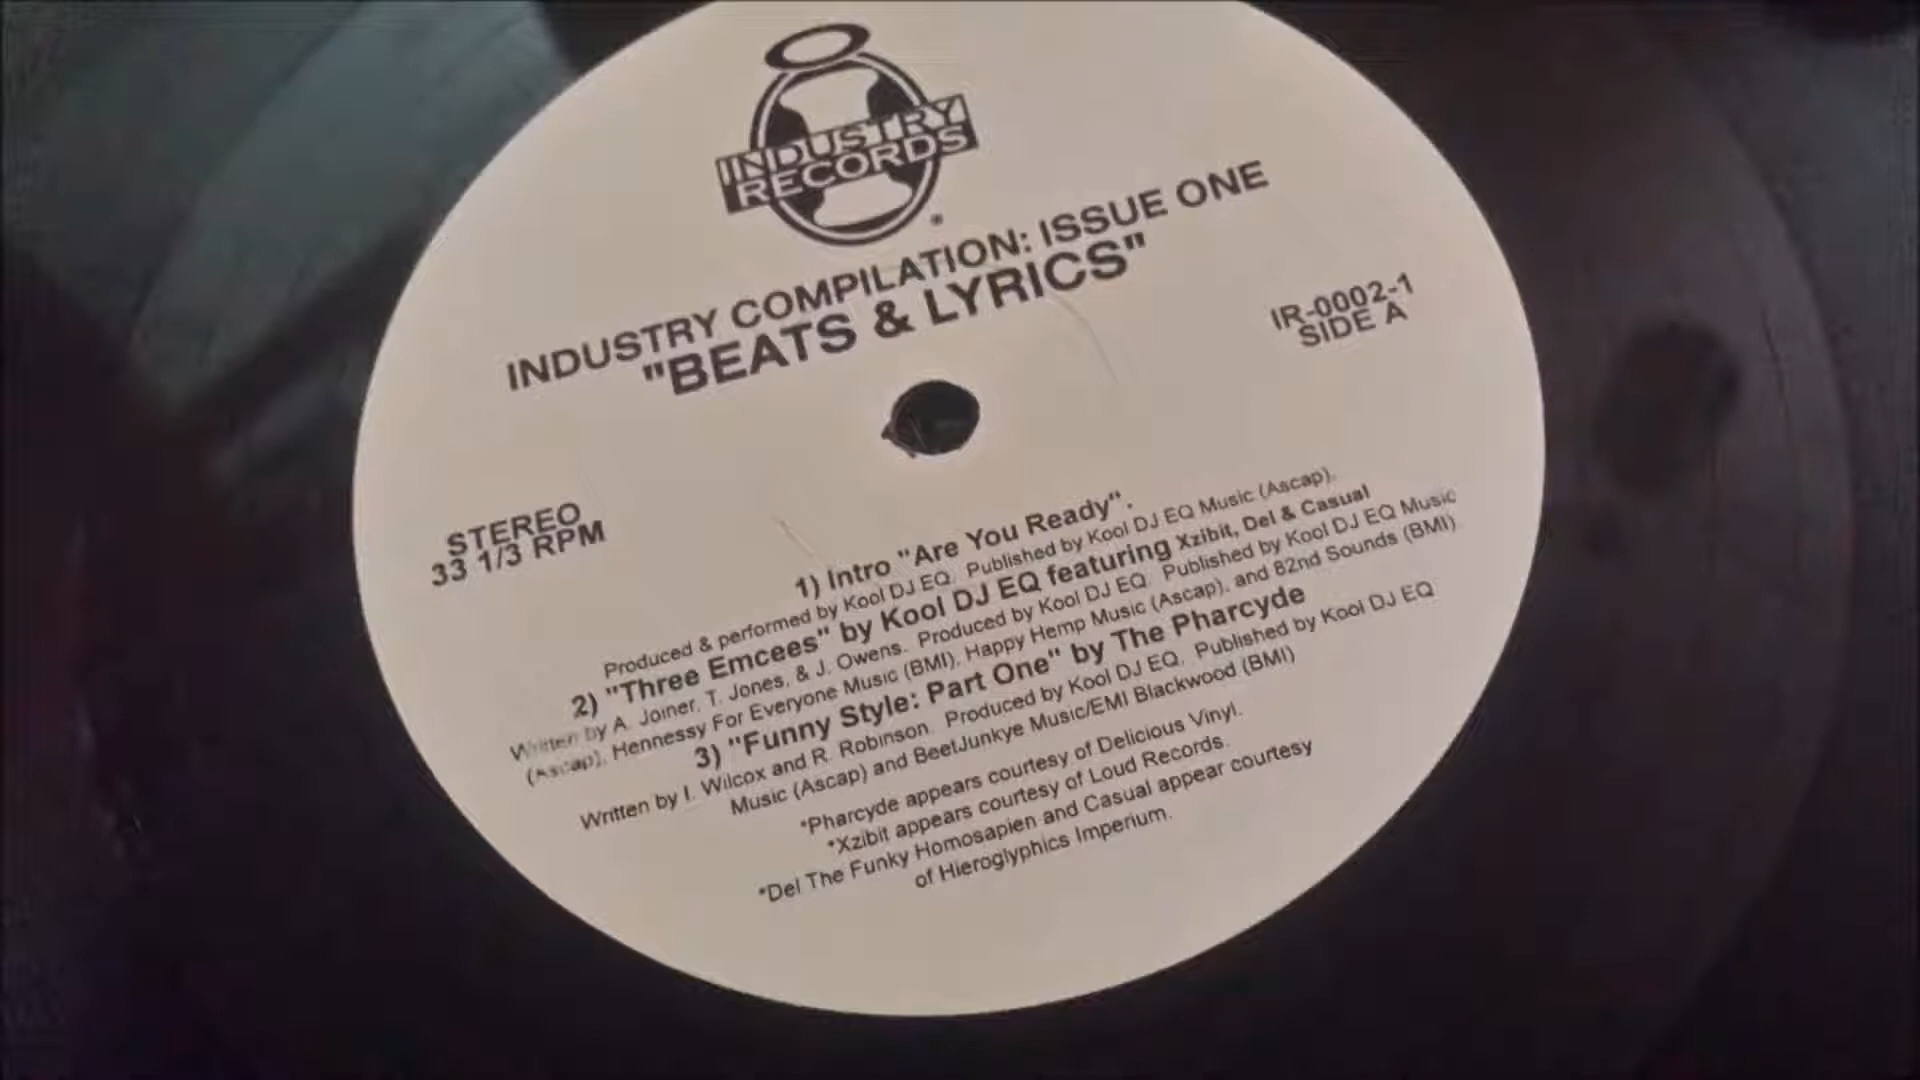 INDUSTRY
RECORDS
INDUSTRY COMPILATION: ISSUE ONE
"BEATS & LYRICS"
IR-0002-1
SIDE A
STEREO
33 1/3 RPM
1) Intro "Are You Ready".
Produced & performed by Kool DJ EQ. Published by Kool DJ EQ Music (Ascap).
2) "Three Emcees" by Kool DJ EQ featuring Xzibit, Del & Casual
Written by A. Joiner, T. Jones, & J. Owens. Produced by Kool DJ EQ. Published by Kool DJ EQ Music
(Ascap), Hennessy For Everyone Music (BMI), Happy Hemp Music (Ascap), and 82nd Sounds (BMI)
3) "Funny Style: Part One" by The Pharcyde
Written by I. Wilcox and R. Robinson. Produced by Kool DJ EQ. Published by Kool DJ EQ
Music (Ascap) and BeetJunkye Music/EMI Blackwood (BMI)
*Pharcyde appears courtesy of Delicious Vinyl.
*Xzibit appears courtesy of Loud Records.
*Del The Funky Homosapien and Casual appear courtesy
of Hieroglyphics Imperium.